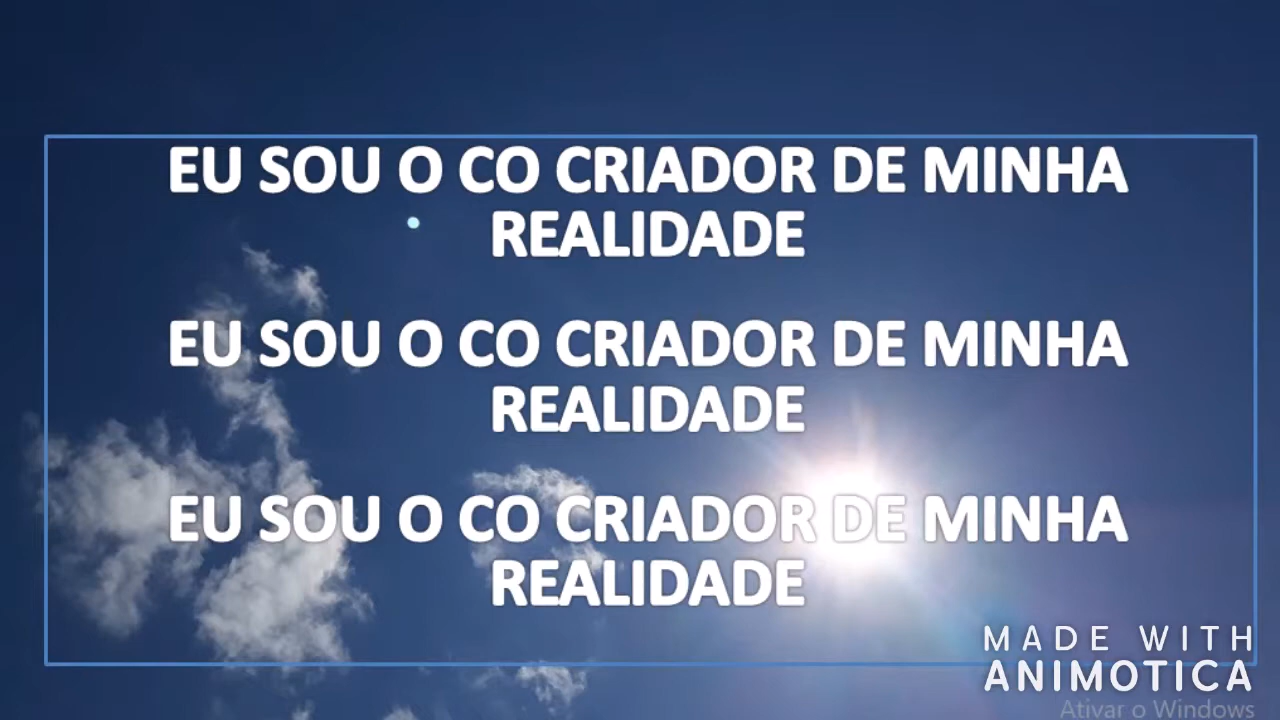 EU SOU O CO CRIADOR DE MINHA
REALIDADE
EU SOU O CO CRIADOR DE MINHA
REALIDADE
EU SOU O CO CRIADOR DE MINHA
REALIDADE
MADE WITH
ANIMOTICA
Ativar o Windows